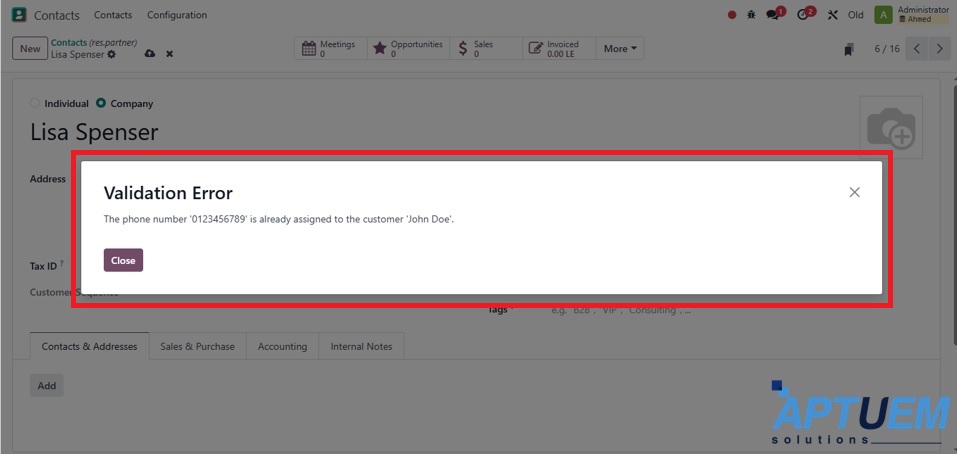 Contacts Contacts Configuration
1 2 Old A Administrator
Ahmed
New Contacts (res.partner)
Lisa Spenser
Meetings 0
Opportunities 0
$ Sales 0
Invoiced 0.00 LE
More
6 / 16
Individual Company
Lisa Spenser
Address
Validation Error
The phone number '0123456789' is already assigned to the customer 'John Doe'.
Close
Tax ID ?
Customer Sequence
Tags ? e.g. "B2B", "VIP", "Consulting", ...
Contacts & Addresses Sales & Purchase Accounting Internal Notes
Add
APTUEM
solutions